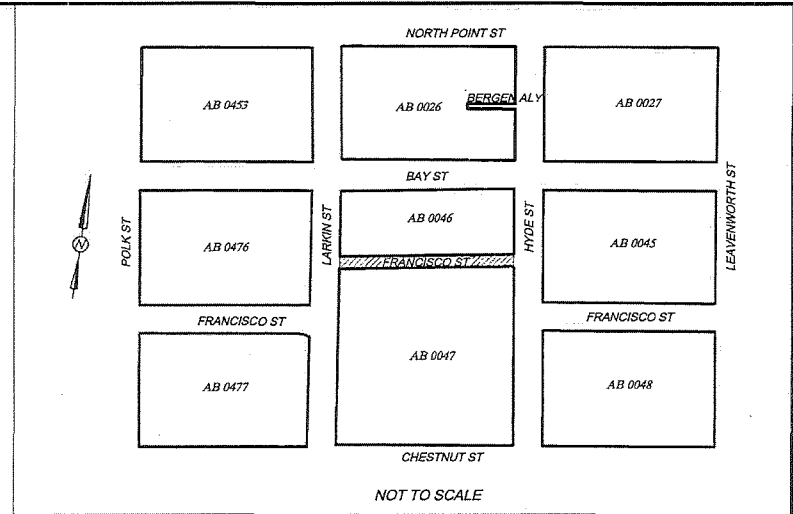 NORTH POINT ST
AB 0453
AB 0026
BERGEN ALY
AB 0027
BAY ST
POLK ST
AB 0476
LARKIN ST
AB 0046
HYDE ST
AB 0045
LEAVENWORTH ST
N
FRANCISCO ST
FRANCISCO ST
FRANCISCO ST
AB 0477
AB 0047
AB 0048
CHESTNUT ST
NOT TO SCALE